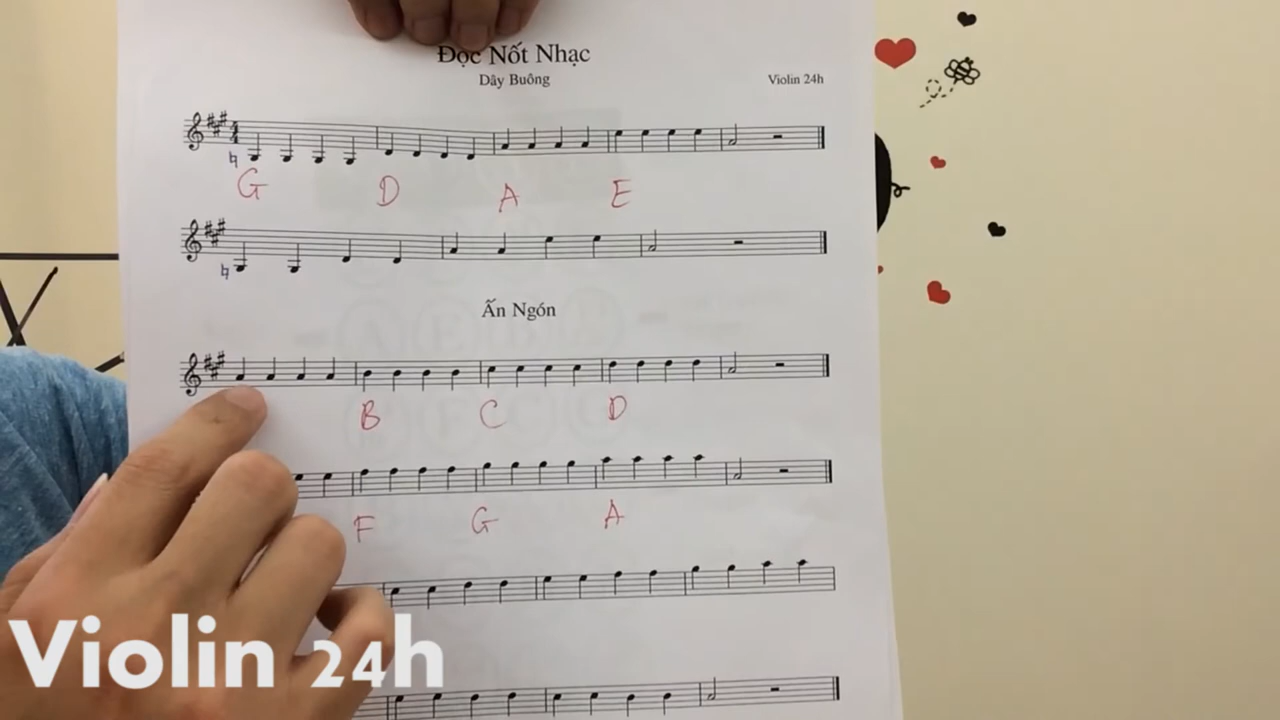 Đọc Nốt Nhạc
Dây Buông
Violin 24h
G D A E
Ấn Ngón
B C D
F G A
Violin 24h